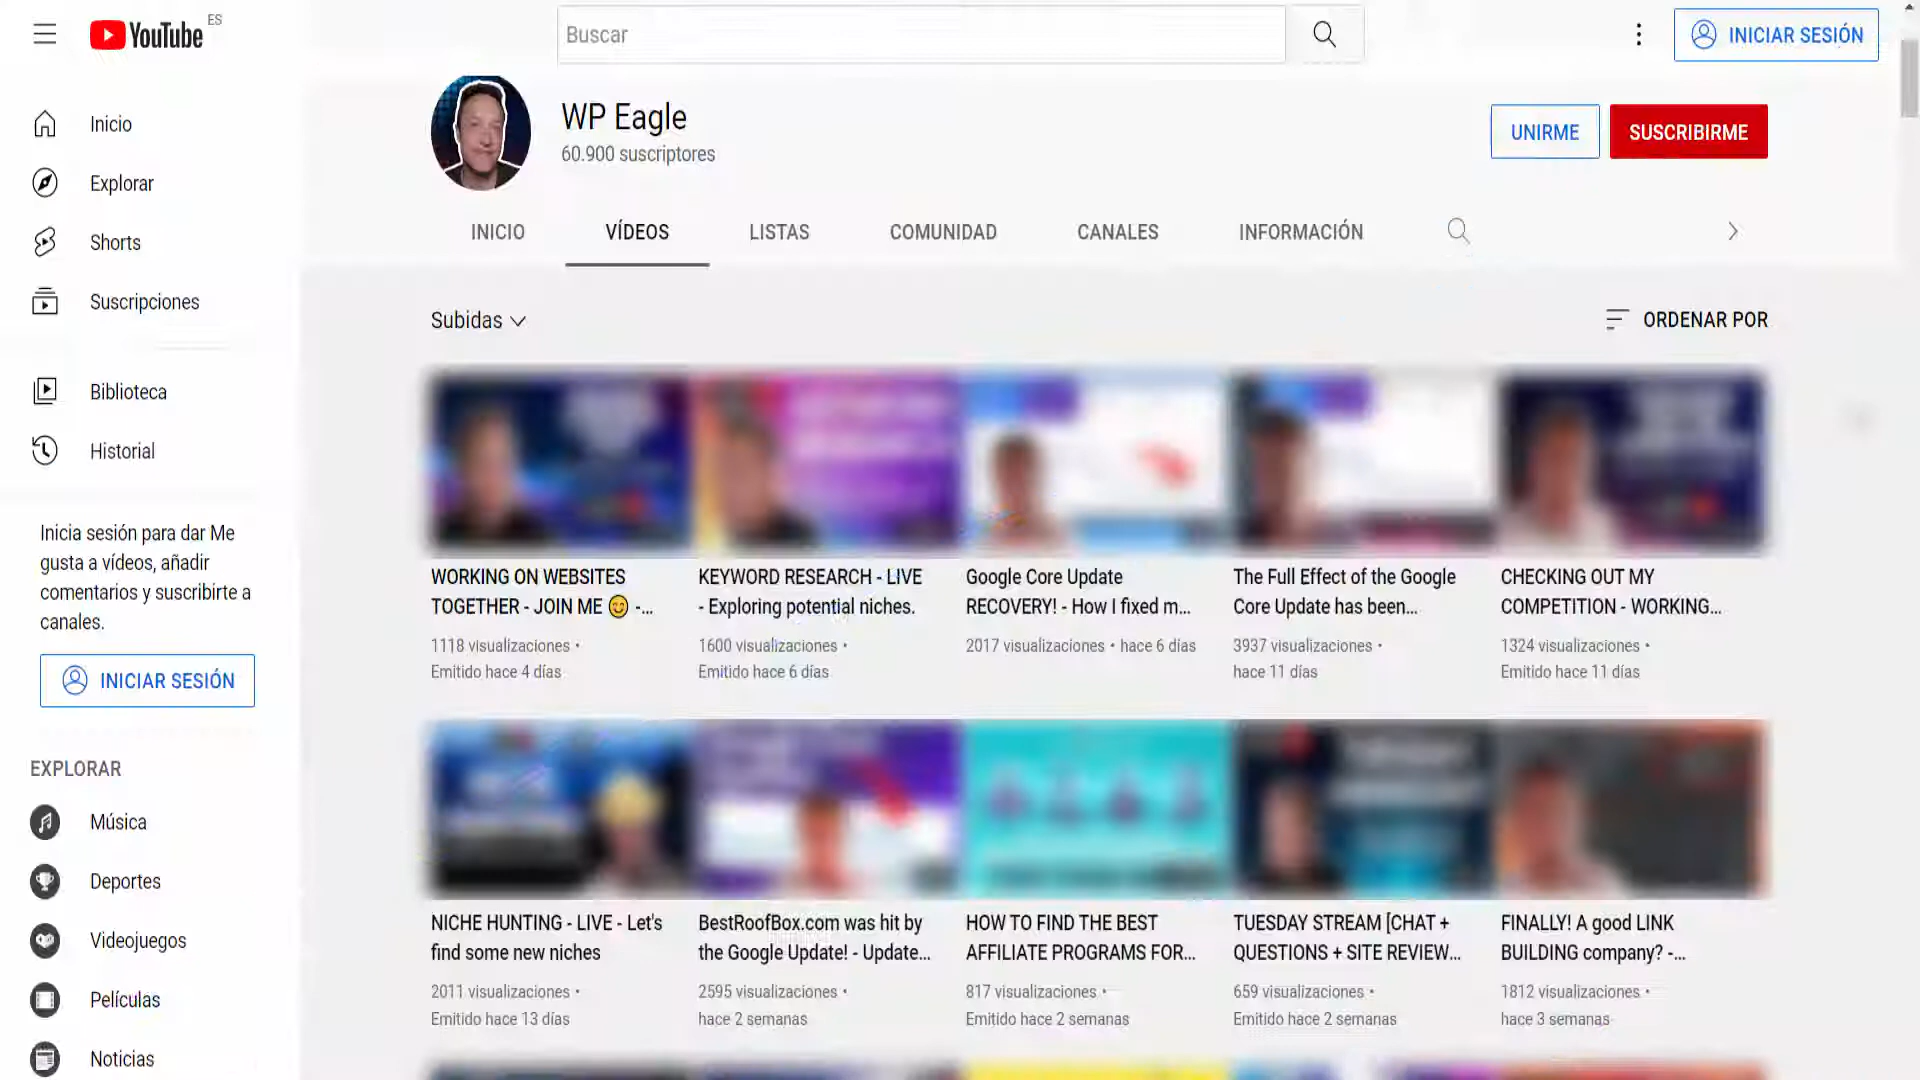 YouTube ES
Buscar
INICIAR SESIÓN
Inicio
Explorar
Shorts
Suscripciones
Biblioteca
Historial
Inicia sesión para dar Me
gusta a vídeos, añadir
comentarios y suscribirte a
canales.
INICIAR SESIÓN
EXPLORAR
Música
Deportes
Videojuegos
Películas
Noticias
WP Eagle
60.900 suscriptores
UNIRME
SUSCRIBIRME
INICIO VÍDEOS LISTAS COMUNIDAD CANALES INFORMACIÓN
Subidas
ORDENAR POR
WORKING ON WEBSITES
TOGETHER - JOIN ME 😊 -...
1118 visualizaciones •
Emitido hace 4 días
KEYWORD RESEARCH - LIVE
- Exploring potential niches.
1600 visualizaciones •
Emitido hace 6 días
Google Core Update
RECOVERY! - How I fixed m...
2017 visualizaciones • hace 6 días
The Full Effect of the Google
Core Update has been...
3937 visualizaciones •
hace 11 días
CHECKING OUT MY
COMPETITION - WORKING...
1324 visualizaciones •
Emitido hace 11 días
NICHE HUNTING - LIVE - Let's
find some new niches
2011 visualizaciones •
Emitido hace 13 días
BestRoofBox.com was hit by
the Google Update! - Update...
2595 visualizaciones •
hace 2 semanas
HOW TO FIND THE BEST
AFFILIATE PROGRAMS FOR...
817 visualizaciones •
Emitido hace 2 semanas
TUESDAY STREAM [CHAT +
QUESTIONS + SITE REVIEW...
659 visualizaciones •
Emitido hace 2 semanas
FINALLY! A good LINK
BUILDING company? -...
1812 visualizaciones •
hace 3 semanas